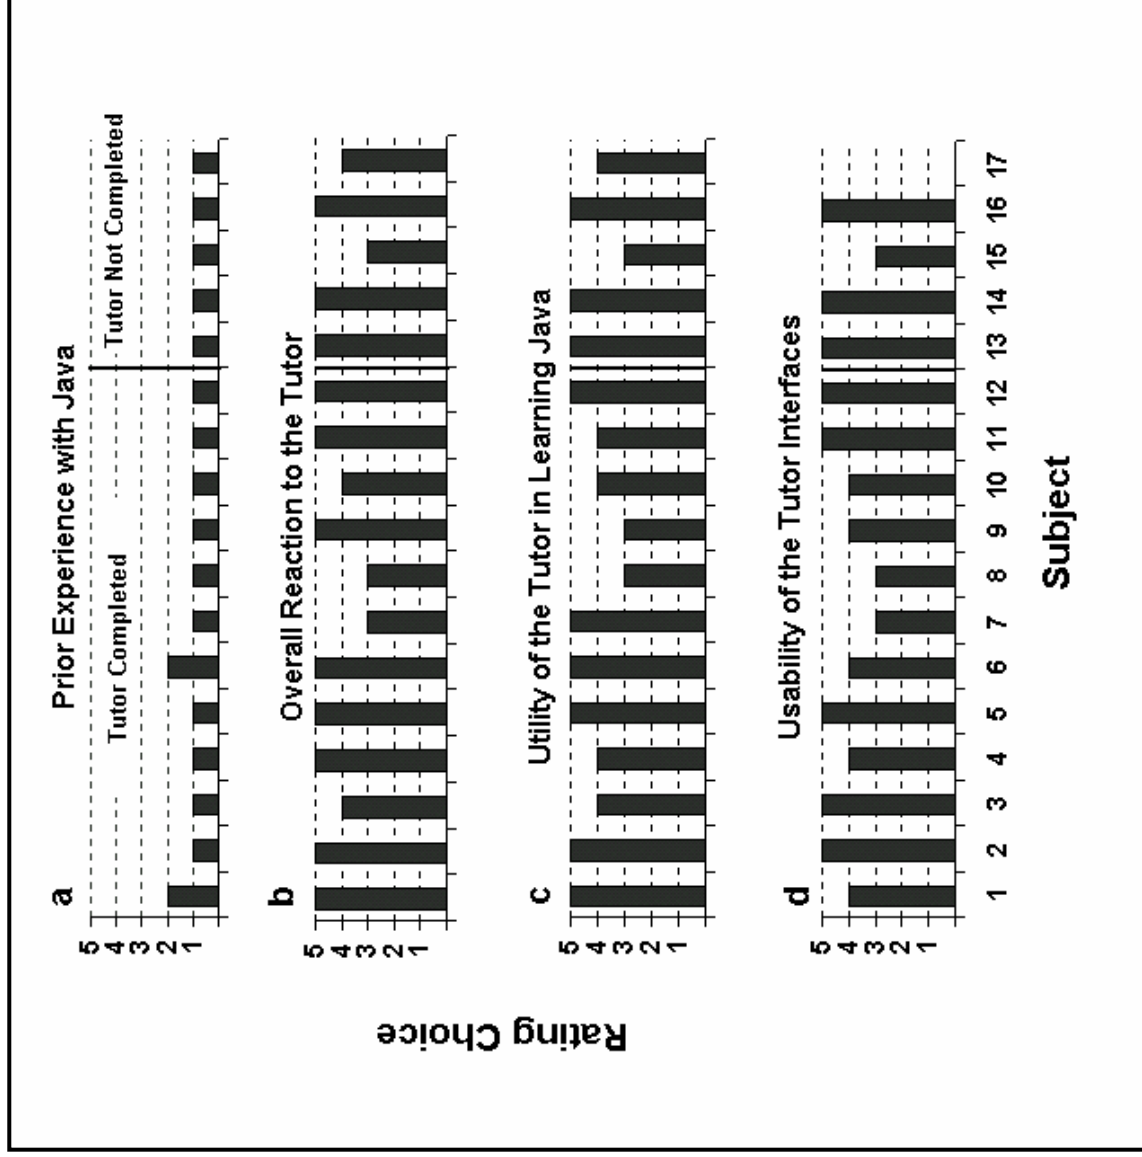 a
Prior Experience with Java
Tutor Completed
Tutor Not Completed
5
4
3
2
1
b
Overall Reaction to the Tutor
5
4
3
2
1
c
Utility of the Tutor in Learning Java
5
4
3
2
1
d
Usability of the Tutor Interfaces
5
4
3
2
1
1 2 3 4 5 6 7 8 9 10 11 12 13 14 15 16 17
Subject
Rating Choice